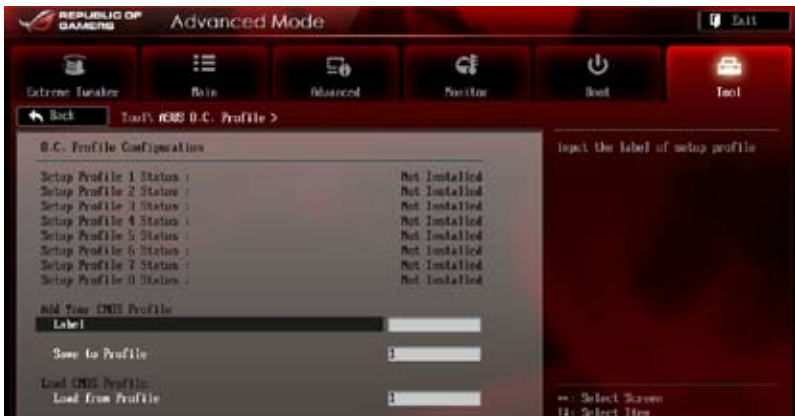 REPUBLIC OF GAMERS
Advanced Mode
Exit
Extreme Tweaker
Main
Advanced
Monitor
Boot
Tool
Back
Tool\ ASUS O.C. Profile >
O.C. Profile Configuration
Setup Profile 1 Status : Not Installed
Setup Profile 2 Status : Not Installed
Setup Profile 3 Status : Not Installed
Setup Profile 4 Status : Not Installed
Setup Profile 5 Status : Not Installed
Setup Profile 6 Status : Not Installed
Setup Profile 7 Status : Not Installed
Setup Profile 8 Status : Not Installed
Add Your CMOS Profile
Label
Save to Profile 1
Load CMOS Profile:
Load from Profile 1
Input the label of setup profile
→←: Select Screen
↑↓: Select Item